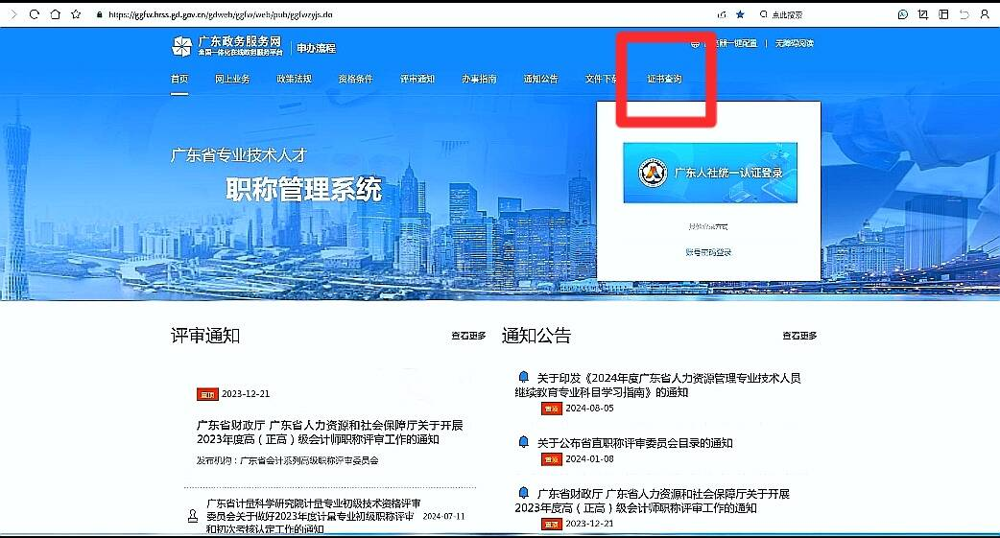 https://ggfw.hrss.gd.gov.cn/gdweb/ggfw/web/pub/ggfwzyjs.do
点此搜索
广东政务服务网
全国一体化在线政务服务平台
申办流程
一键配置 | 无障碍阅读
首页 网上业务 政策法规 资格条件 评审通知 办事指南 通知公告 文件下载 证书查询
广东省专业技术人才
职称管理系统
广东人社统一认证登录
其他登录方式
账号密码登录
评审通知
查看更多
置顶 2023-12-21
广东省财政厅 广东省人力资源和社会保障厅关于开展
2023年度高（正高）级会计师职称评审工作的通知
发布机构：广东省会计系列高级职称评审委员会
广东省计量科学研究院计量专业初级技术资格评审
委员会关于做好2023年度计量专业初级职称评审
和初次考核认定工作的通知
2024-07-11
通知公告
查看更多
关于印发《2024年度广东省人力资源管理专业技术人员
继续教育专业科目学习指南》的通知
置顶 2024-08-05
关于公布省直职称评审委员会目录的通知
置顶 2024-01-08
广东省财政厅 广东省人力资源和社会保障厅关于开展
2023年度高（正高）级会计师职称评审工作的通知
置顶 2023-12-21